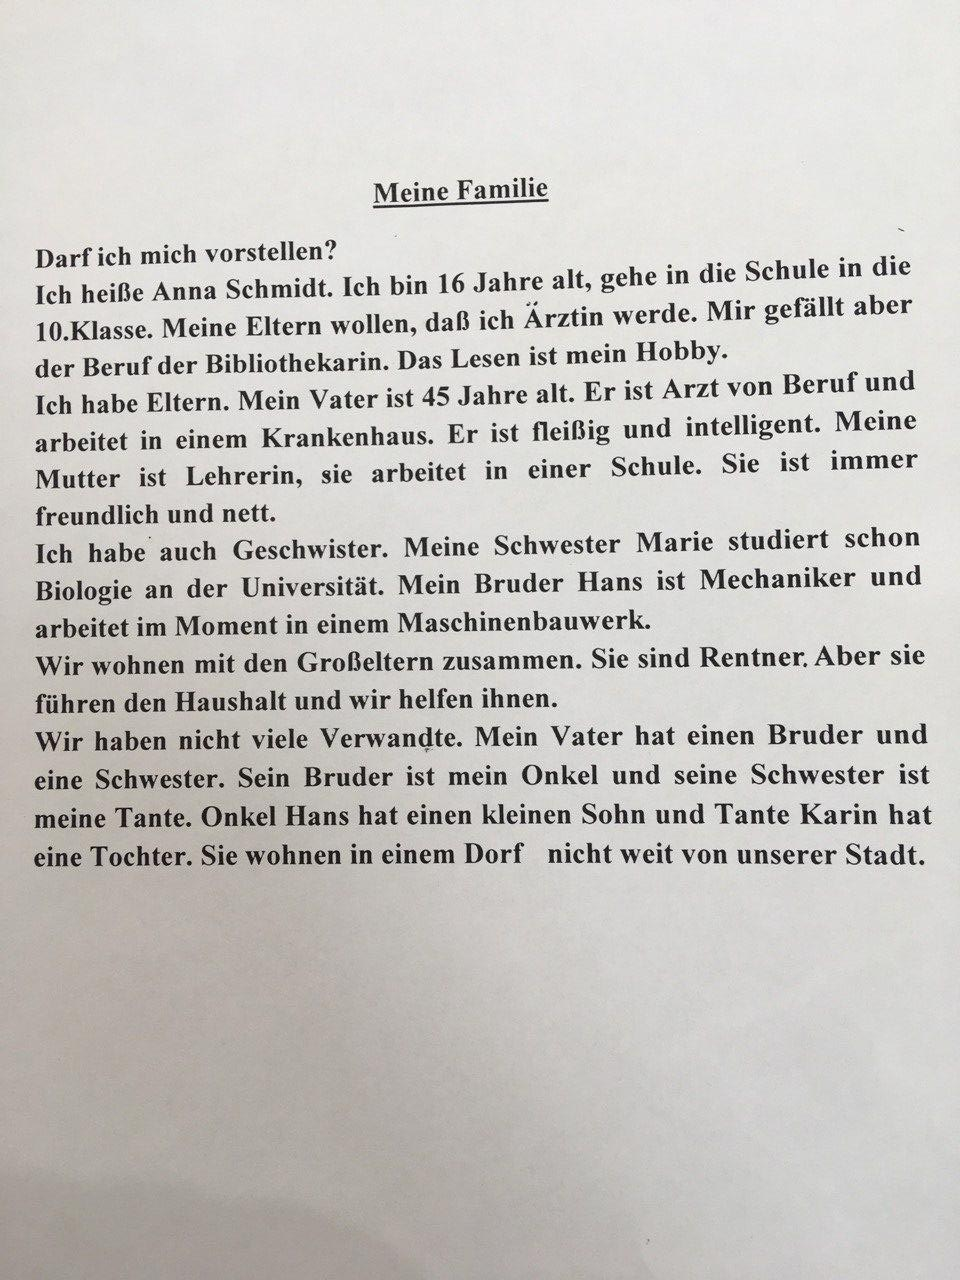 Meine Familie
Darf ich mich vorstellen?
Ich heiße Anna Schmidt. Ich bin 16 Jahre alt, gehe in die Schule in die
10.Klasse. Meine Eltern wollen, daß ich Ärztin werde. Mir gefällt aber
der Beruf der Bibliothekarin. Das Lesen ist mein Hobby.
Ich habe Eltern. Mein Vater ist 45 Jahre alt. Er ist Arzt von Beruf und
arbeitet in einem Krankenhaus. Er ist fleißig und intelligent. Meine
Mutter ist Lehrerin, sie arbeitet in einer Schule. Sie ist immer
freundlich und nett.
Ich habe auch Geschwister. Meine Schwester Marie studiert schon
Biologie an der Universität. Mein Bruder Hans ist Mechaniker und
arbeitet im Moment in einem Maschinenbauwerk.
Wir wohnen mit den Großeltern zusammen. Sie sind Rentner. Aber sie
führen den Haushalt und wir helfen ihnen.
Wir haben nicht viele Verwandte. Mein Vater hat einen Bruder und
eine Schwester. Sein Bruder ist mein Onkel und seine Schwester ist
meine Tante. Onkel Hans hat einen kleinen Sohn und Tante Karin hat
eine Tochter. Sie wohnen in einem Dorf nicht weit von unserer Stadt.